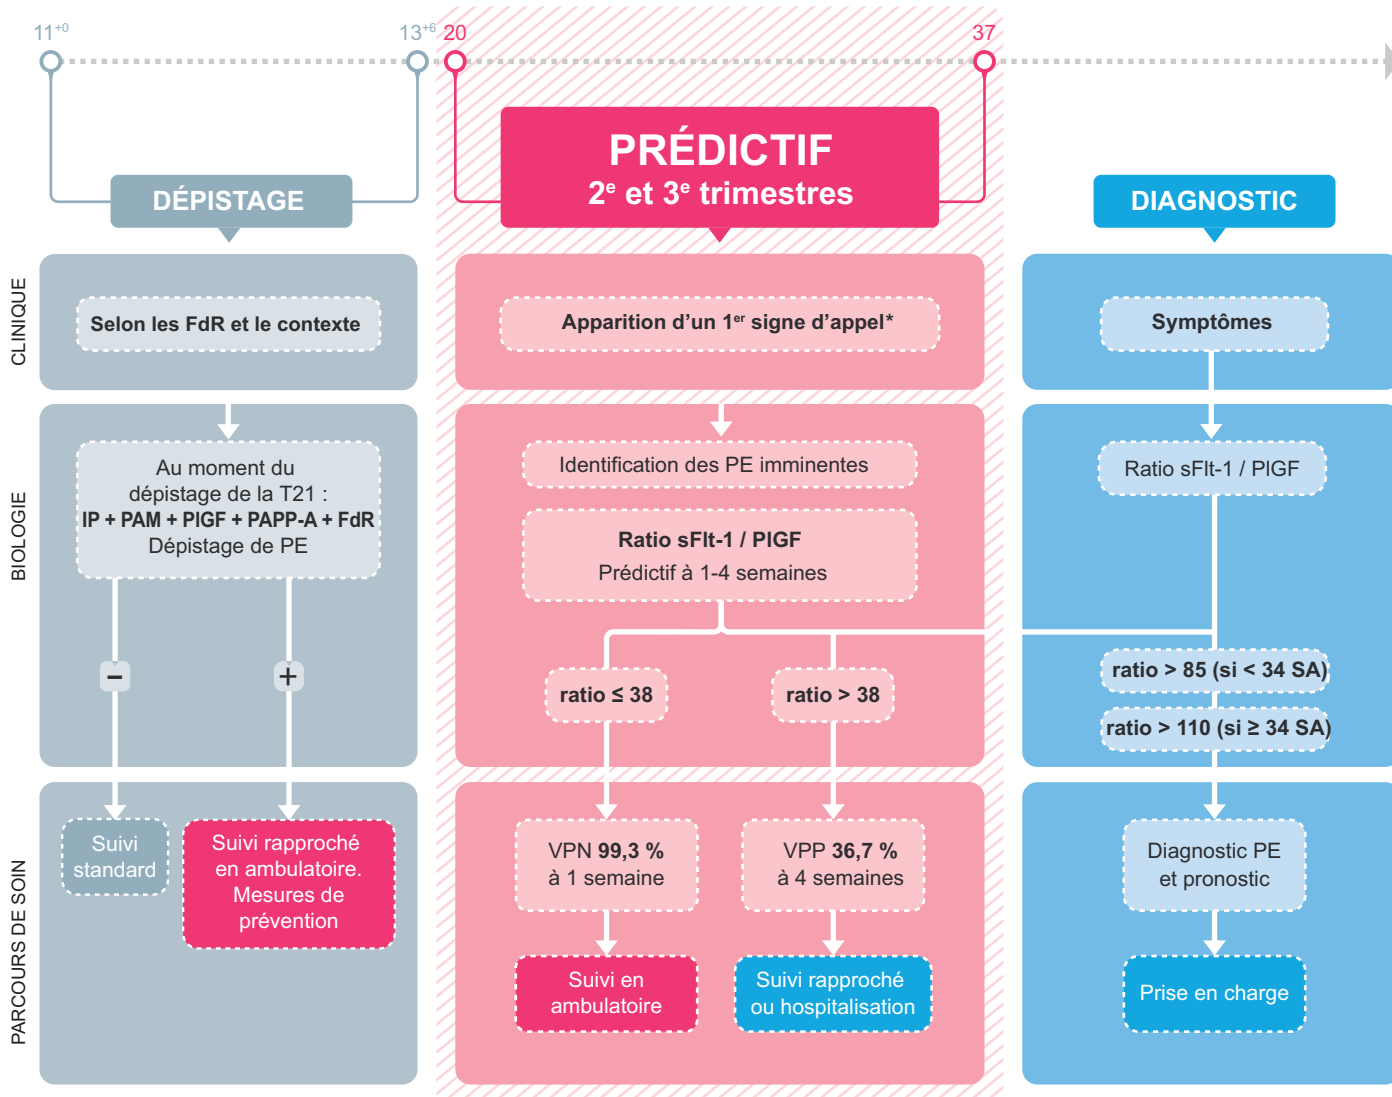 11+0
13+6
20
37
DÉPISTAGE
PRÉDICTIF
2e et 3e trimestres
DIAGNOSTIC
CLINIQUE
Selon les FdR et le contexte
Apparition d’un 1er signe d’appel*
Symptômes
BIOLOGIE
Au moment du
dépistage de la T21 :
IP + PAM + PIGF + PAPP-A + FdR
Dépistage de PE
−
+
Identification des PE imminentes
Ratio sFlt-1 / PIGF
Prédictif à 1-4 semaines
ratio ≤ 38
ratio > 38
Ratio sFlt-1 / PIGF
ratio > 85 (si < 34 SA)
ratio > 110 (si ≥ 34 SA)
PARCOURS DE SOIN
Suivi
standard
Suivi rapproché
en ambulatoire.
Mesures de
prévention
VPN 99,3 %
à 1 semaine
VPP 36,7 %
à 4 semaines
Suivi en
ambulatoire
Suivi rapproché
ou hospitalisation
Diagnostic PE
et pronostic
Prise en charge